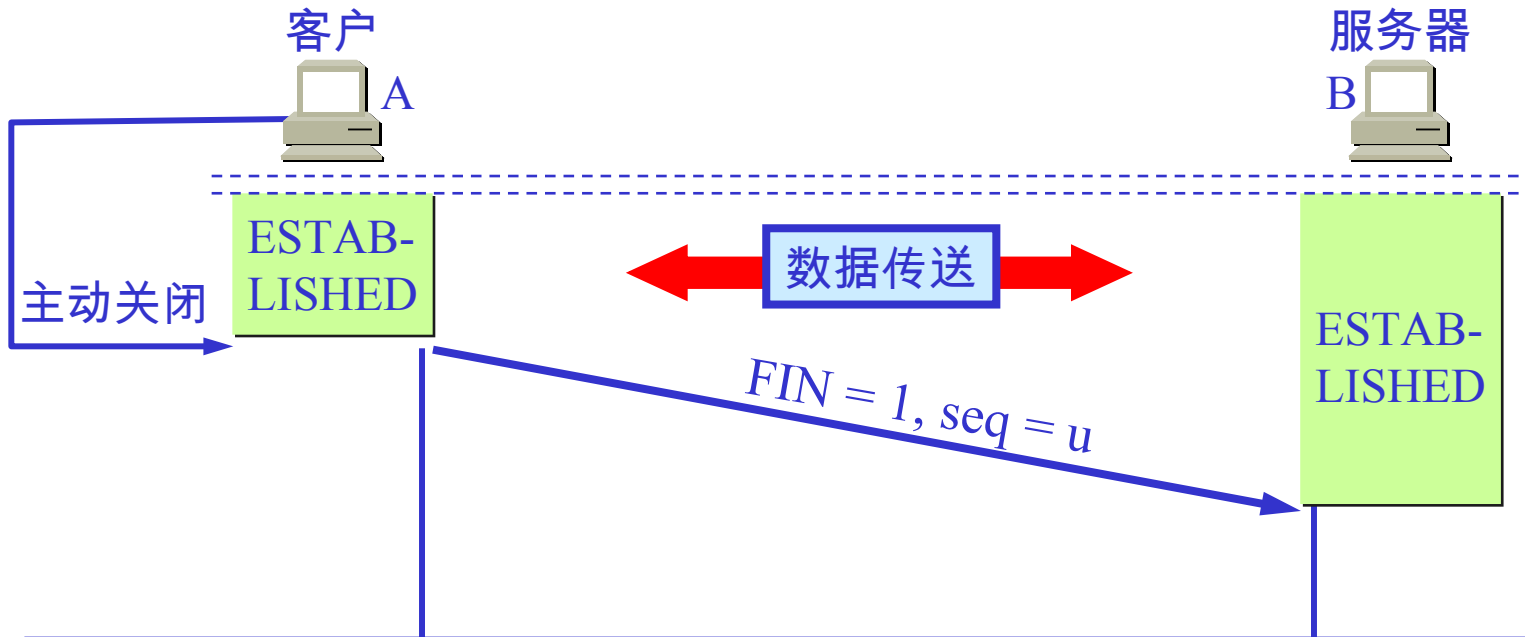 客户
服务器
A
B
ESTAB-
LISHED
数据传送
主动关闭
ESTAB-
LISHED
FIN = 1, seq = u